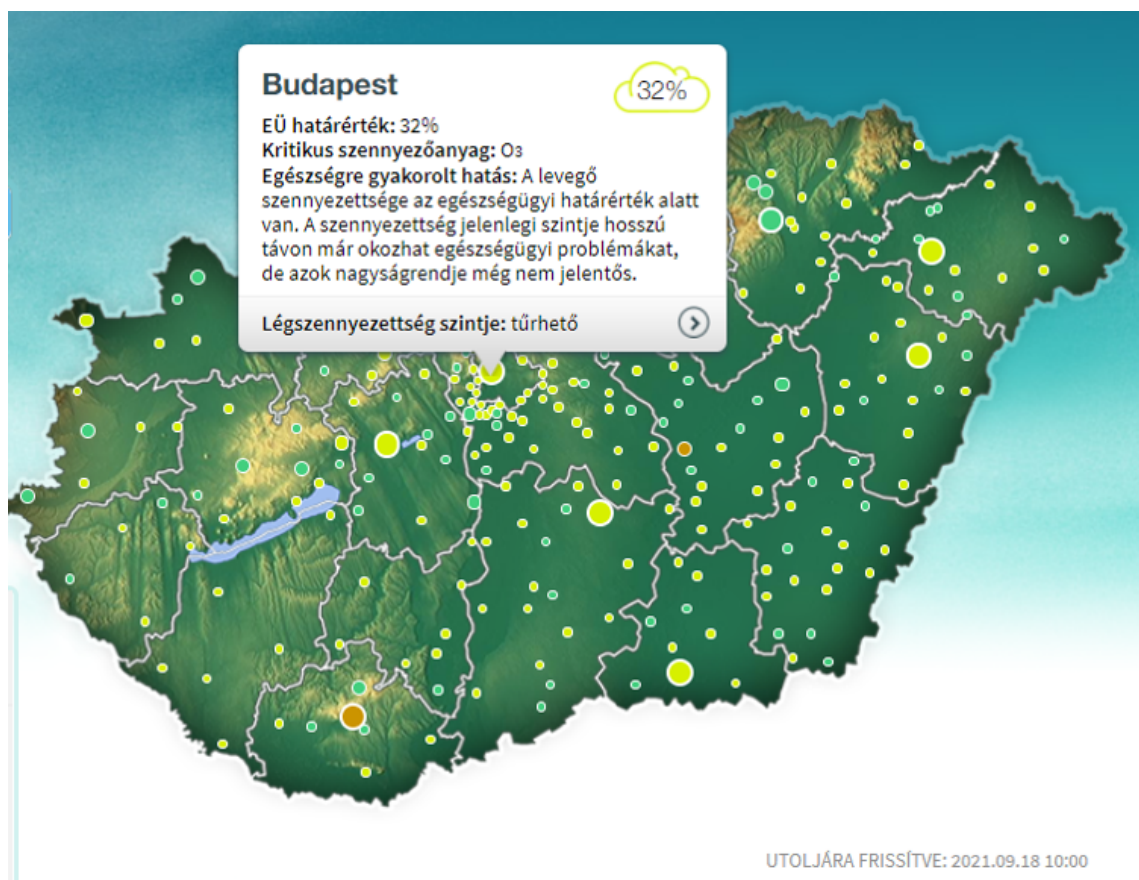 Budapest
32%
EÜ határérték: 32%
Kritikus szennyezőanyag: O3
Egészségre gyakorolt hatás: A levegő
szennyezettsége az egészségügyi határérték alatt
van. A szennyezettség jelenlegi szintje hosszú
távon már okozhat egészségügyi problémákat,
de azok nagyságrendje még nem jelentős.
Légszennyezettség szintje: tűrhető
UTOLJÁRA FRISSÍTVE: 2021.09.18 10:00